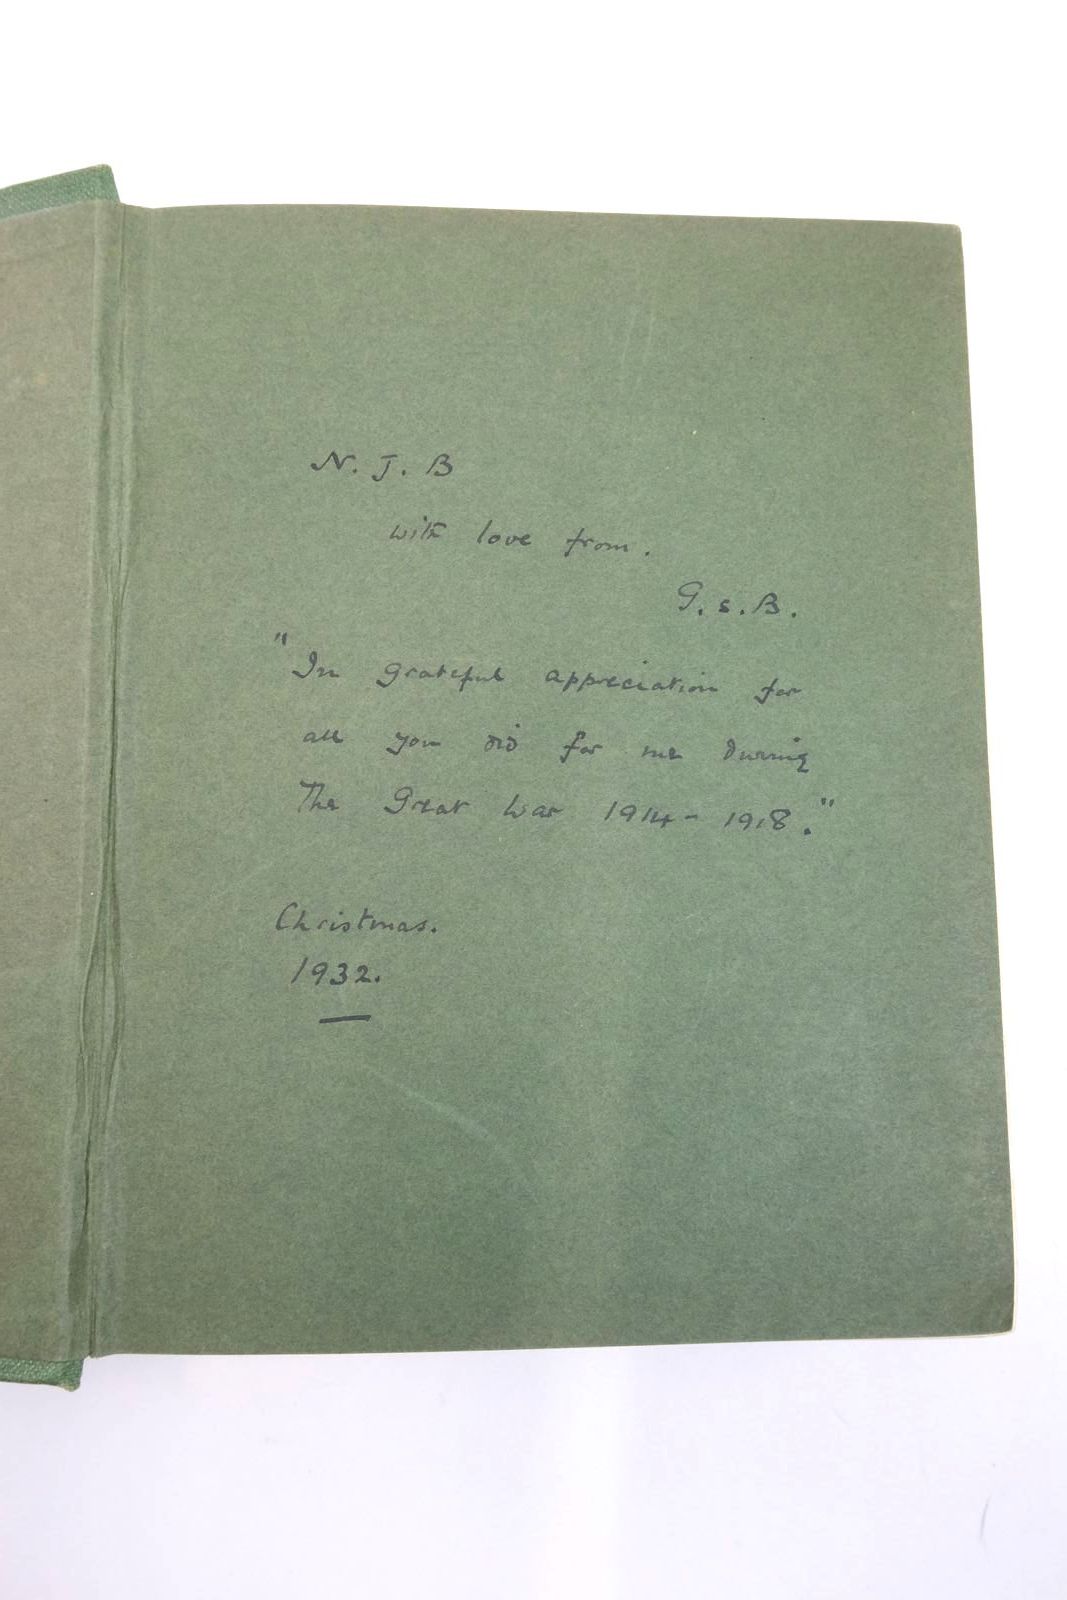 N. J. B
with love from.
G. S. B.
"In grateful appreciation for
all you did for me during
The Great War 1914 - 1918."
Christmas.
1932.